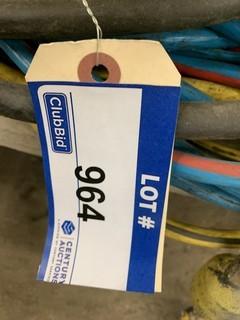 ClubBid
LOT #
964
CENTURY
AUCTIONS